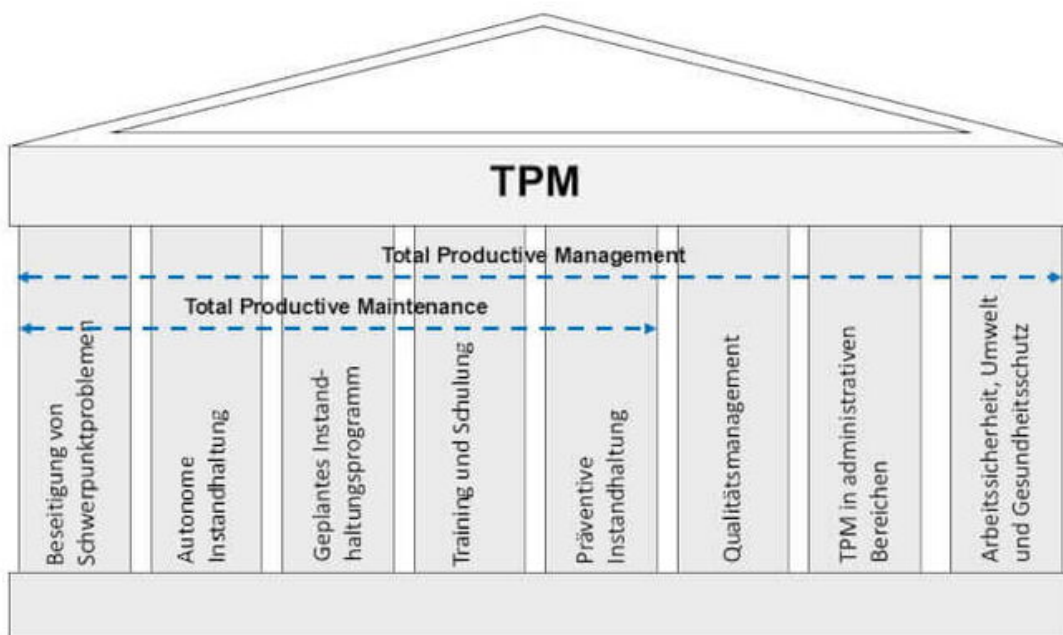 TPM
Total Productive Management
Total Productive Maintenance
Beseitigung von
Schwerpunktproblemen
Autonome
Instandhaltung
Geplantes Instand-
haltungsprogramm
Training und Schulung
Präventive
Instandhaltung
Qualitätsmanagement
TPM in administrativen
Bereichen
Arbeitssicherheit, Umwelt
und Gesundheitsschutz